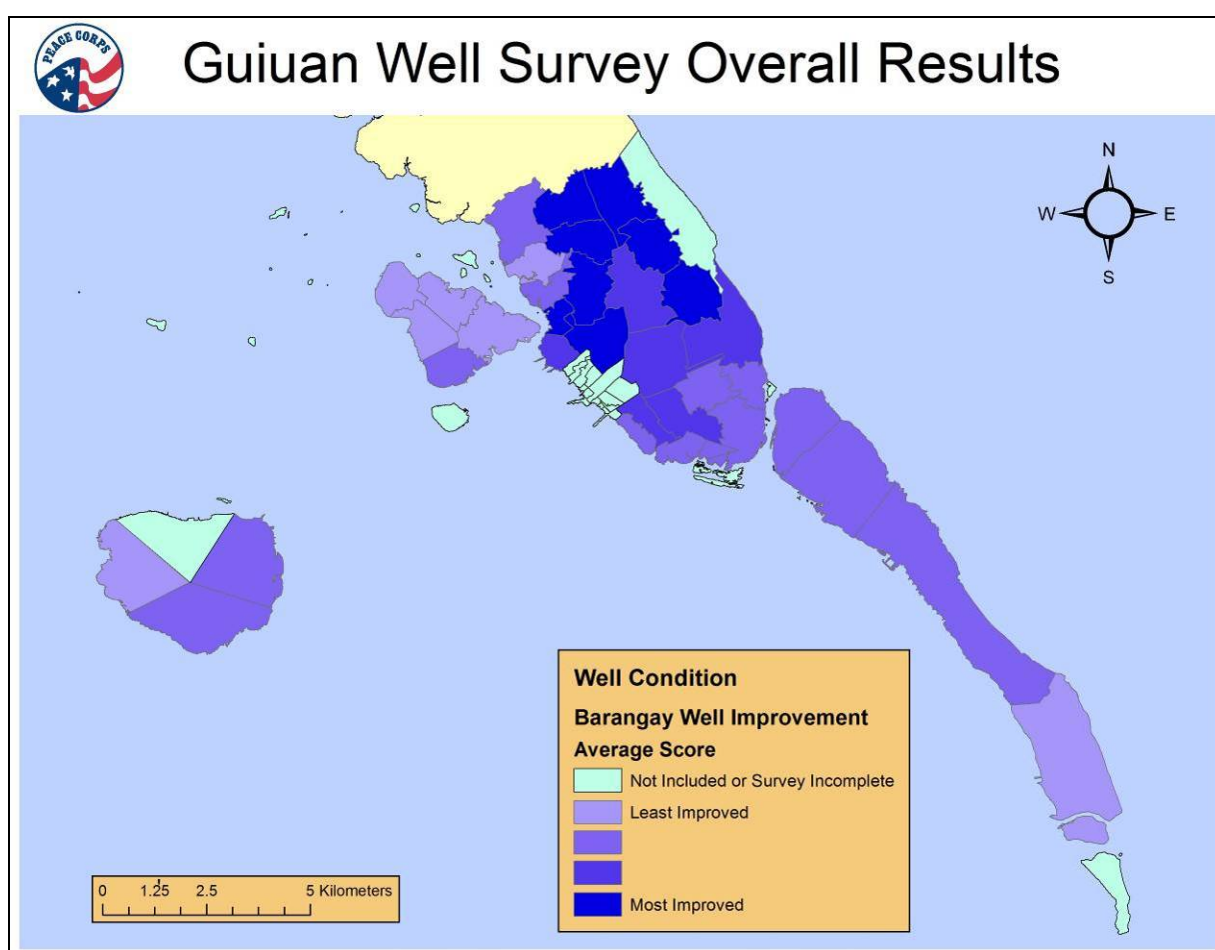 PEACE CORPS
Guiuan Well Survey Overall Results
N
W E
S
Well Condition
Barangay Well Improvement
Average Score
Not Included or Survey Incomplete
Least Improved
Most Improved
0 1.25 2.5 5 Kilometers